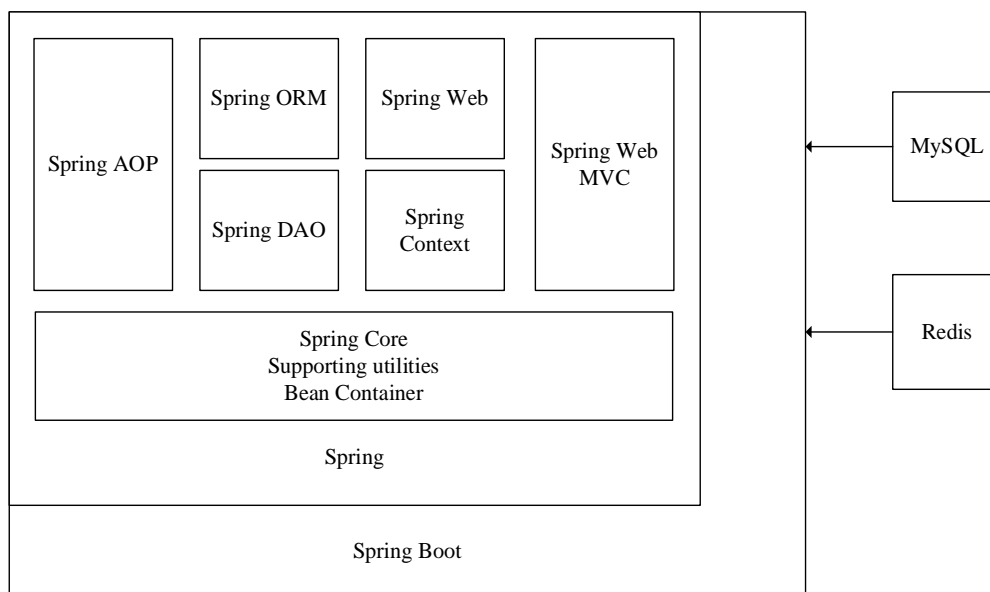 Spring AOP
Spring ORM
Spring DAO
Spring Web
Spring
Context
Spring Web
MVC
Spring Core
Supporting utilities
Bean Container
Spring
Spring Boot
MySQL
Redis